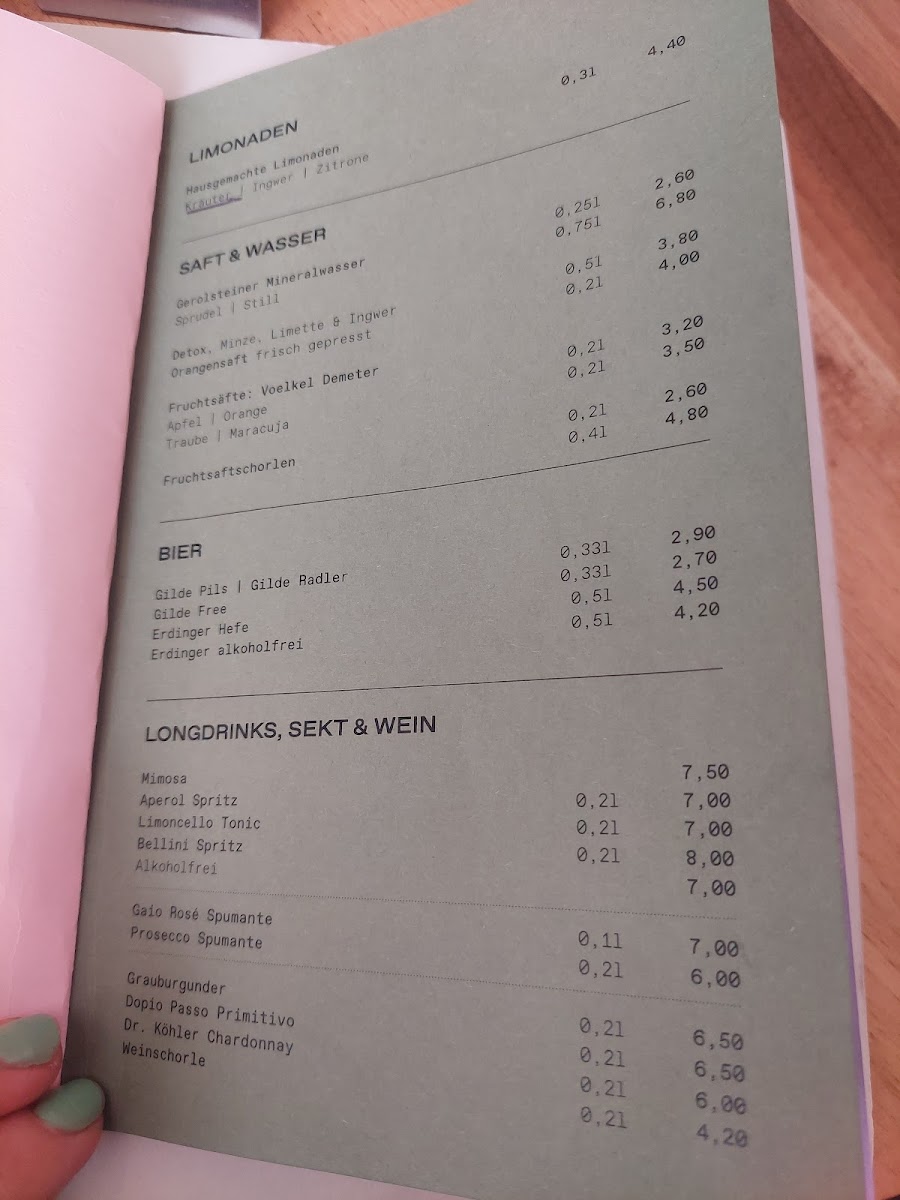 LIMONADEN
Hausgemachte Limonaden 0,3l 4,40
Kräuter | Ingwer | Zitrone
SAFT & WASSER
Gerolsteiner Mineralwasser 0,25l 2,60
Sprudel | Still 0,75l 6,80
Detox, Minze, Limette & Ingwer 0,5l 3,80
Orangensaft frisch gepresst 0,2l 4,00
Fruchtsäfte: Voelkel Demeter
Apfel | Orange 0,2l 3,20
Traube | Maracuja 0,2l 3,50
Fruchtsaftschorlen 0,2l 2,60
0,4l 4,80
BIER
Gilde Pils | Gilde Radler 0,33l 2,90
Gilde Free 0,33l 2,70
Erdinger Hefe 0,5l 4,50
Erdinger alkoholfrei 0,5l 4,20
LONGDRINKS, SEKT & WEIN
Mimosa 7,50
Aperol Spritz 0,2l 7,00
Limoncello Tonic 0,2l 7,00
Bellini Spritz 0,2l 8,00
Alkoholfrei 7,00
Gaio Rosé Spumante 0,1l 7,00
Prosecco Spumante 0,2l 6,00
Grauburgunder 0,2l 6,50
Dopio Passo Primitivo 0,2l 6,50
Dr. Köhler Chardonnay 0,2l 6,00
Weinschorle 0,2l 4,20